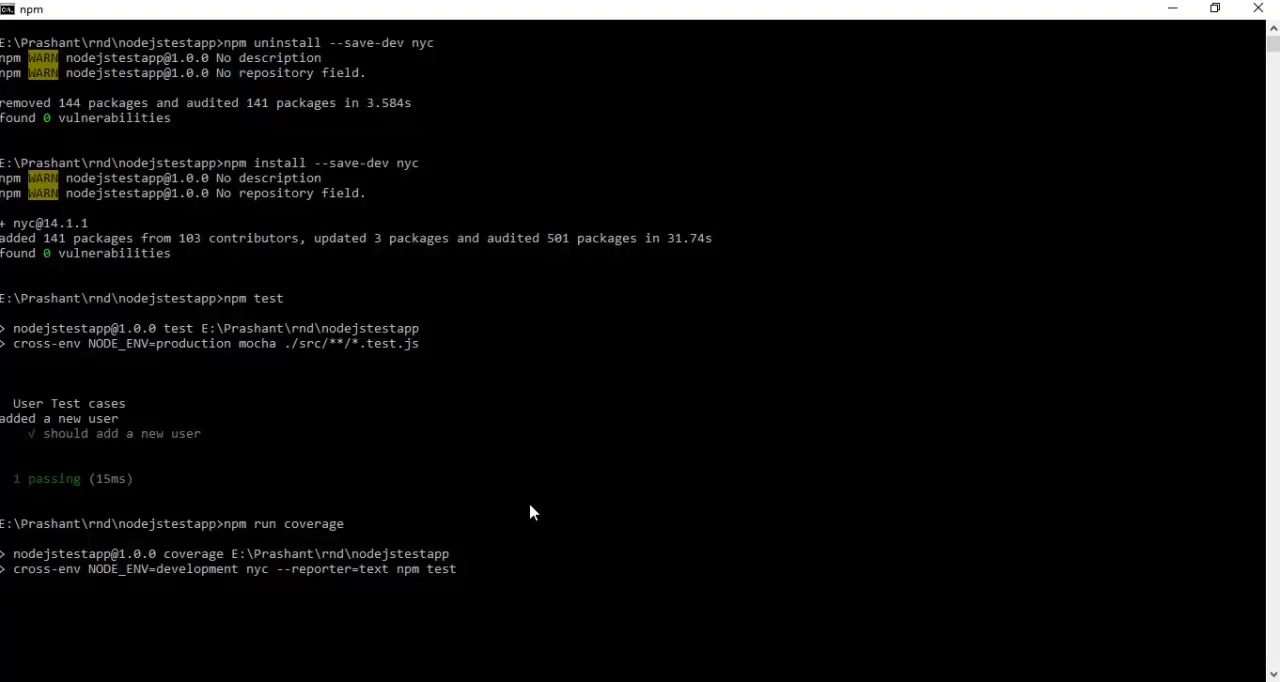 npm
E:\Prashant\rnd\nodejstestapp>npm uninstall --save-dev nyc
npm WARN nodejstestapp@1.0.0 No description
npm WARN nodejstestapp@1.0.0 No repository field.
removed 144 packages and audited 141 packages in 3.584s
found 0 vulnerabilities
E:\Prashant\rnd\nodejstestapp>npm install --save-dev nyc
npm WARN nodejstestapp@1.0.0 No description
npm WARN nodejstestapp@1.0.0 No repository field.
+ nyc@14.1.1
added 141 packages from 103 contributors, updated 3 packages and audited 501 packages in 31.74s
found 0 vulnerabilities
E:\Prashant\rnd\nodejstestapp>npm test
> nodejstestapp@1.0.0 test E:\Prashant\rnd\nodejstestapp
> cross-env NODE_ENV=production mocha ./src/**/*.test.js
User Test cases
added a new user
√ should add a new user
1 passing (15ms)
E:\Prashant\rnd\nodejstestapp>npm run coverage
> nodejstestapp@1.0.0 coverage E:\Prashant\rnd\nodejstestapp
> cross-env NODE_ENV=development nyc --reporter=text npm test